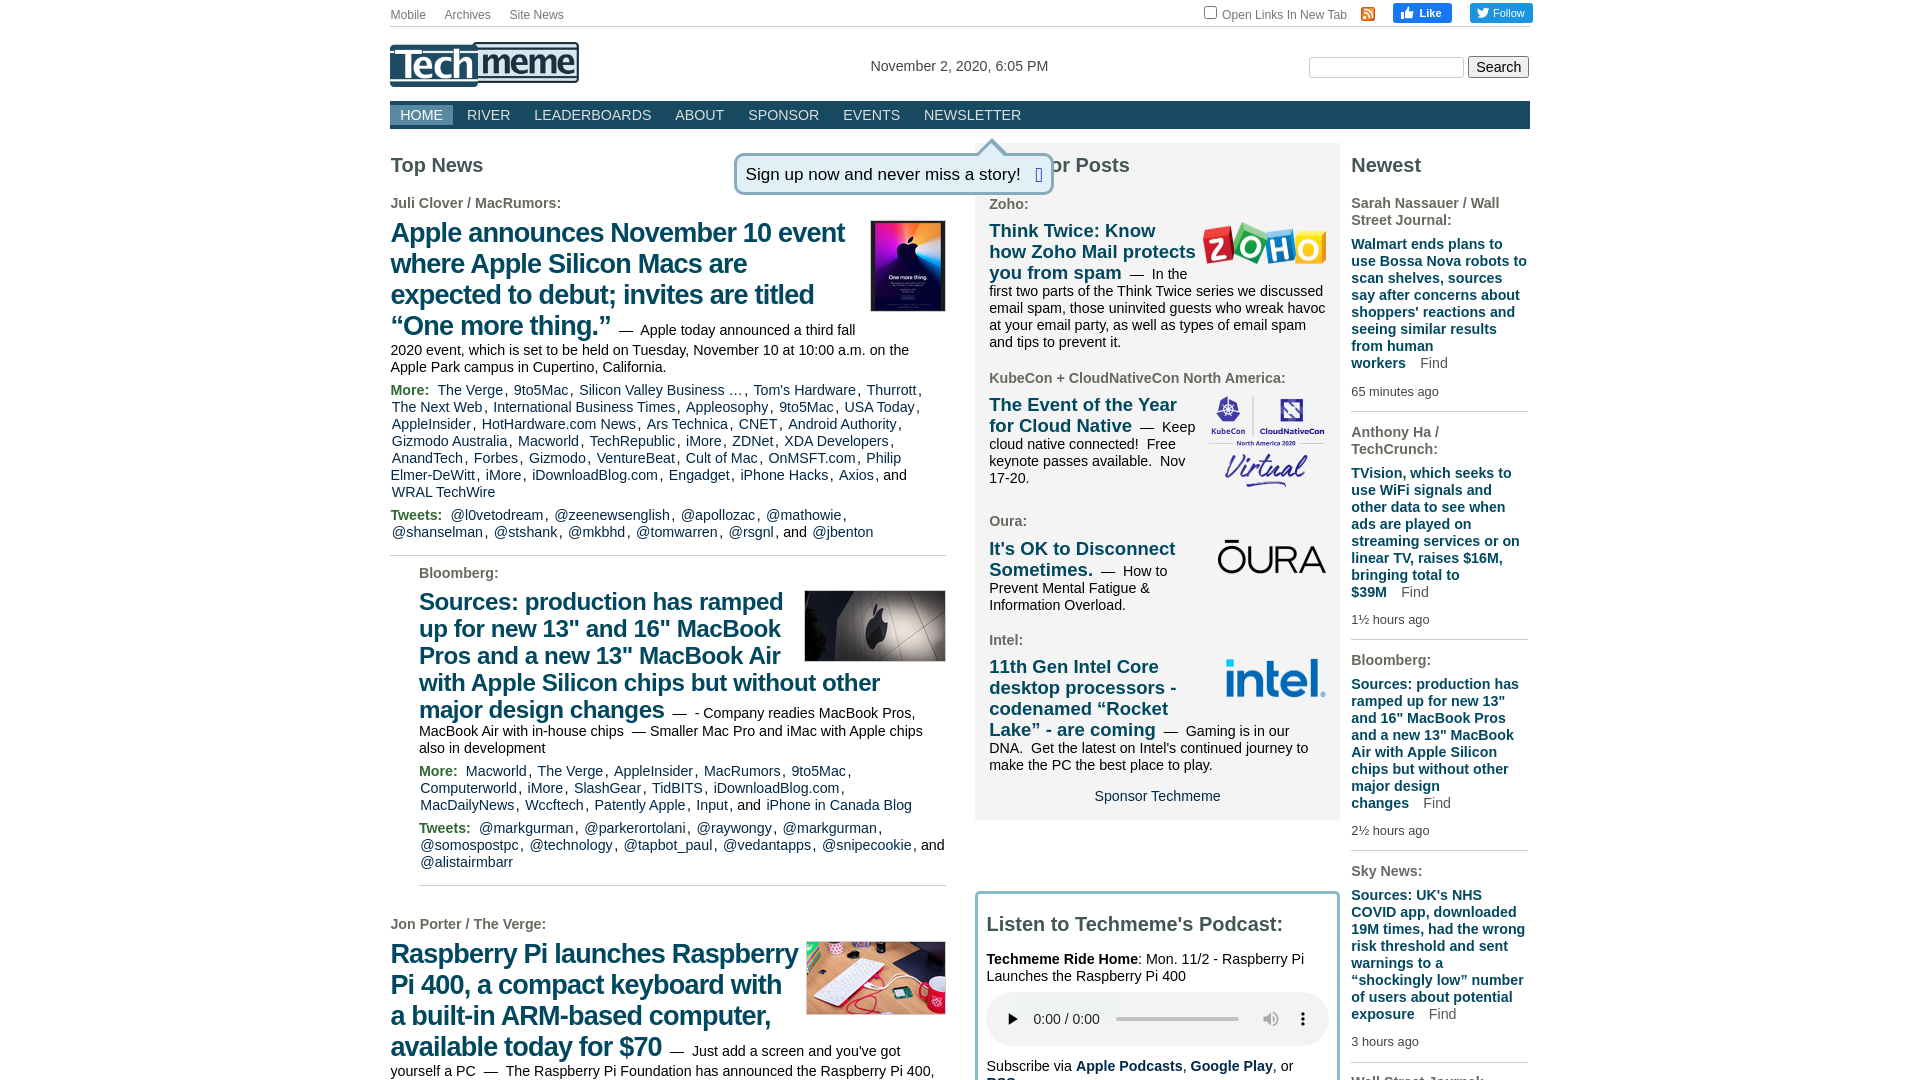 Mobile Archives Site News
Open Links In New Tab
Like
Follow
Techmeme
November 2, 2020, 6:05 PM
Search
HOME RIVER LEADERBOARDS ABOUT SPONSOR EVENTS NEWSLETTER
Sign up now and never miss a story!
Top News
Juli Clover / MacRumors:
Apple announces November 10 event
where Apple Silicon Macs are
expected to debut; invites are titled
“One more thing.” — Apple today announced a third fall
2020 event, which is set to be held on Tuesday, November 10 at 10:00 a.m. on the
Apple Park campus in Cupertino, California.
One more thing.
More: The Verge, 9to5Mac, Silicon Valley Business …, Tom's Hardware, Thurrott,
The Next Web, International Business Times, Appleosophy, 9to5Mac, USA Today,
AppleInsider, HotHardware.com News, Ars Technica, CNET, Android Authority,
Gizmodo Australia, Macworld, TechRepublic, iMore, ZDNet, XDA Developers,
AnandTech, Forbes, Gizmodo, VentureBeat, Cult of Mac, OnMSFT.com, Philip
Elmer-DeWitt, iMore, iDownloadBlog.com, Engadget, iPhone Hacks, Axios, and
WRAL TechWire
Tweets: @l0vetodream, @zeenewsenglish, @apollozac, @mathowie,
@shanselman, @stshank, @mkbhd, @tomwarren, @rsgnl, and @jbenton
Bloomberg:
Sources: production has ramped
up for new 13" and 16" MacBook
Pros and a new 13" MacBook Air
with Apple Silicon chips but without other
major design changes — - Company readies MacBook Pros,
MacBook Air with in-house chips — Smaller Mac Pro and iMac with Apple chips
also in development
More: Macworld, The Verge, AppleInsider, MacRumors, 9to5Mac,
Computerworld, iMore, SlashGear, TidBITS, iDownloadBlog.com,
MacDailyNews, Wccftech, Patently Apple, Input, and iPhone in Canada Blog
Tweets: @markgurman, @parkerortolani, @raywongy, @markgurman,
@somospostpc, @technology, @tapbot_paul, @vedantapps, @snipecookie, and
@alistairmbarr
Jon Porter / The Verge:
Raspberry Pi launches Raspberry
Pi 400, a compact keyboard with
a built-in ARM-based computer,
available today for $70 — Just add a screen and you've got
yourself a PC — The Raspberry Pi Foundation has announced the Raspberry Pi 400,
or Posts
Zoho:
Think Twice: Know
how Zoho Mail protects
you from spam — In the
first two parts of the Think Twice series we discussed
email spam, those uninvited guests who wreak havoc
at your email party, as well as types of email spam
and tips to prevent it.
ZOHO
KubeCon + CloudNativeCon North America:
The Event of the Year
for Cloud Native — Keep
cloud native connected! Free
keynote passes available. Nov
17-20.
KubeCon CloudNativeCon
North America 2020
Virtual
Oura:
It's OK to Disconnect
Sometimes. — How to
Prevent Mental Fatigue &
Information Overload.
ŌURA
Intel:
11th Gen Intel Core
desktop processors -
codenamed “Rocket
Lake” - are coming — Gaming is in our
DNA. Get the latest on Intel's continued journey to
make the PC the best place to play.
intel.
Sponsor Techmeme
Listen to Techmeme's Podcast:
Techmeme Ride Home: Mon. 11/2 - Raspberry Pi
Launches the Raspberry Pi 400
0:00 / 0:00
Subscribe via Apple Podcasts, Google Play, or
RSS
Newest
Sarah Nassauer / Wall
Street Journal:
Walmart ends plans to
use Bossa Nova robots to
scan shelves, sources
say after concerns about
shoppers' reactions and
seeing similar results
from human
workers Find
65 minutes ago
Anthony Ha /
TechCrunch:
TVision, which seeks to
use WiFi signals and
other data to see when
ads are played on
streaming services or on
linear TV, raises $16M,
bringing total to
$39M Find
1½ hours ago
Bloomberg:
Sources: production has
ramped up for new 13"
and 16" MacBook Pros
and a new 13" MacBook
Air with Apple Silicon
chips but without other
major design
changes Find
2½ hours ago
Sky News:
Sources: UK's NHS
COVID app, downloaded
19M times, had the wrong
risk threshold and sent
warnings to a
“shockingly low” number
of users about potential
exposure Find
3 hours ago
Wall Street Journal: